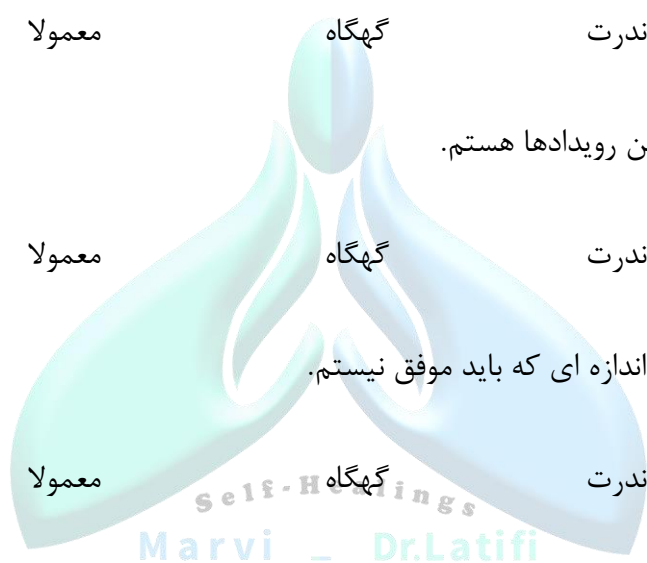 ندرت گهگاه معمولا
ن رویدادها هستم.
ندرت گهگاه معمولا
اندازه ای که باید موفق نیستم.
ندرت گهگاه معمولا
Self-Healings
Marvi _ Dr.Latifi